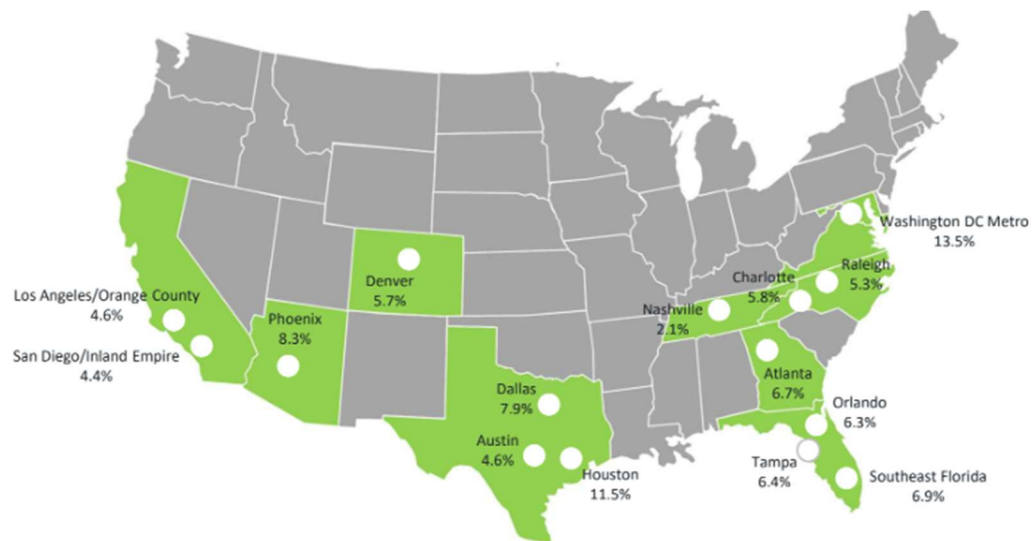 Washington DC Metro
13.5%
Denver
5.7%
Charlotte
5.8%
Raleigh
5.3%
Los Angeles/Orange County
4.6%
Nashville
2.1%
Phoenix
8.3%
San Diego/Inland Empire
4.4%
Atlanta
6.7%
Dallas
7.9%
Orlando
6.3%
Austin
4.6%
Houston
11.5%
Tampa
6.4%
Southeast Florida
6.9%